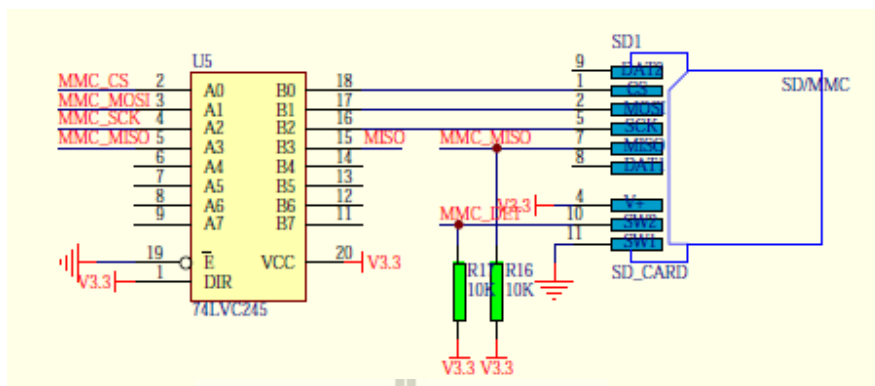 U5
MMC_CS 2 A0 B0 18
MMC_MOSI 3 A1 B1 17
MMC_SCK 4 A2 B2 16
MMC_MISO 5 A3 B3 15 MISO
6 A4 B4 14
7 A5 B5 13
8 A6 B6 12
9 A7 B7 11
19 E VCC 20 V3.3
V3.3 1 DIR
74LVC245
SD1
9 DAT2
SD/MMC
1 CS
2 MOSI
5 SCK
MMC_MISO 7 MISO
8 DAT1
V3.3 4 V+
MMC_DET 10 SW2
11 SW1
SD_CARD
R17 R16
10K 10K
V3.3 V3.3